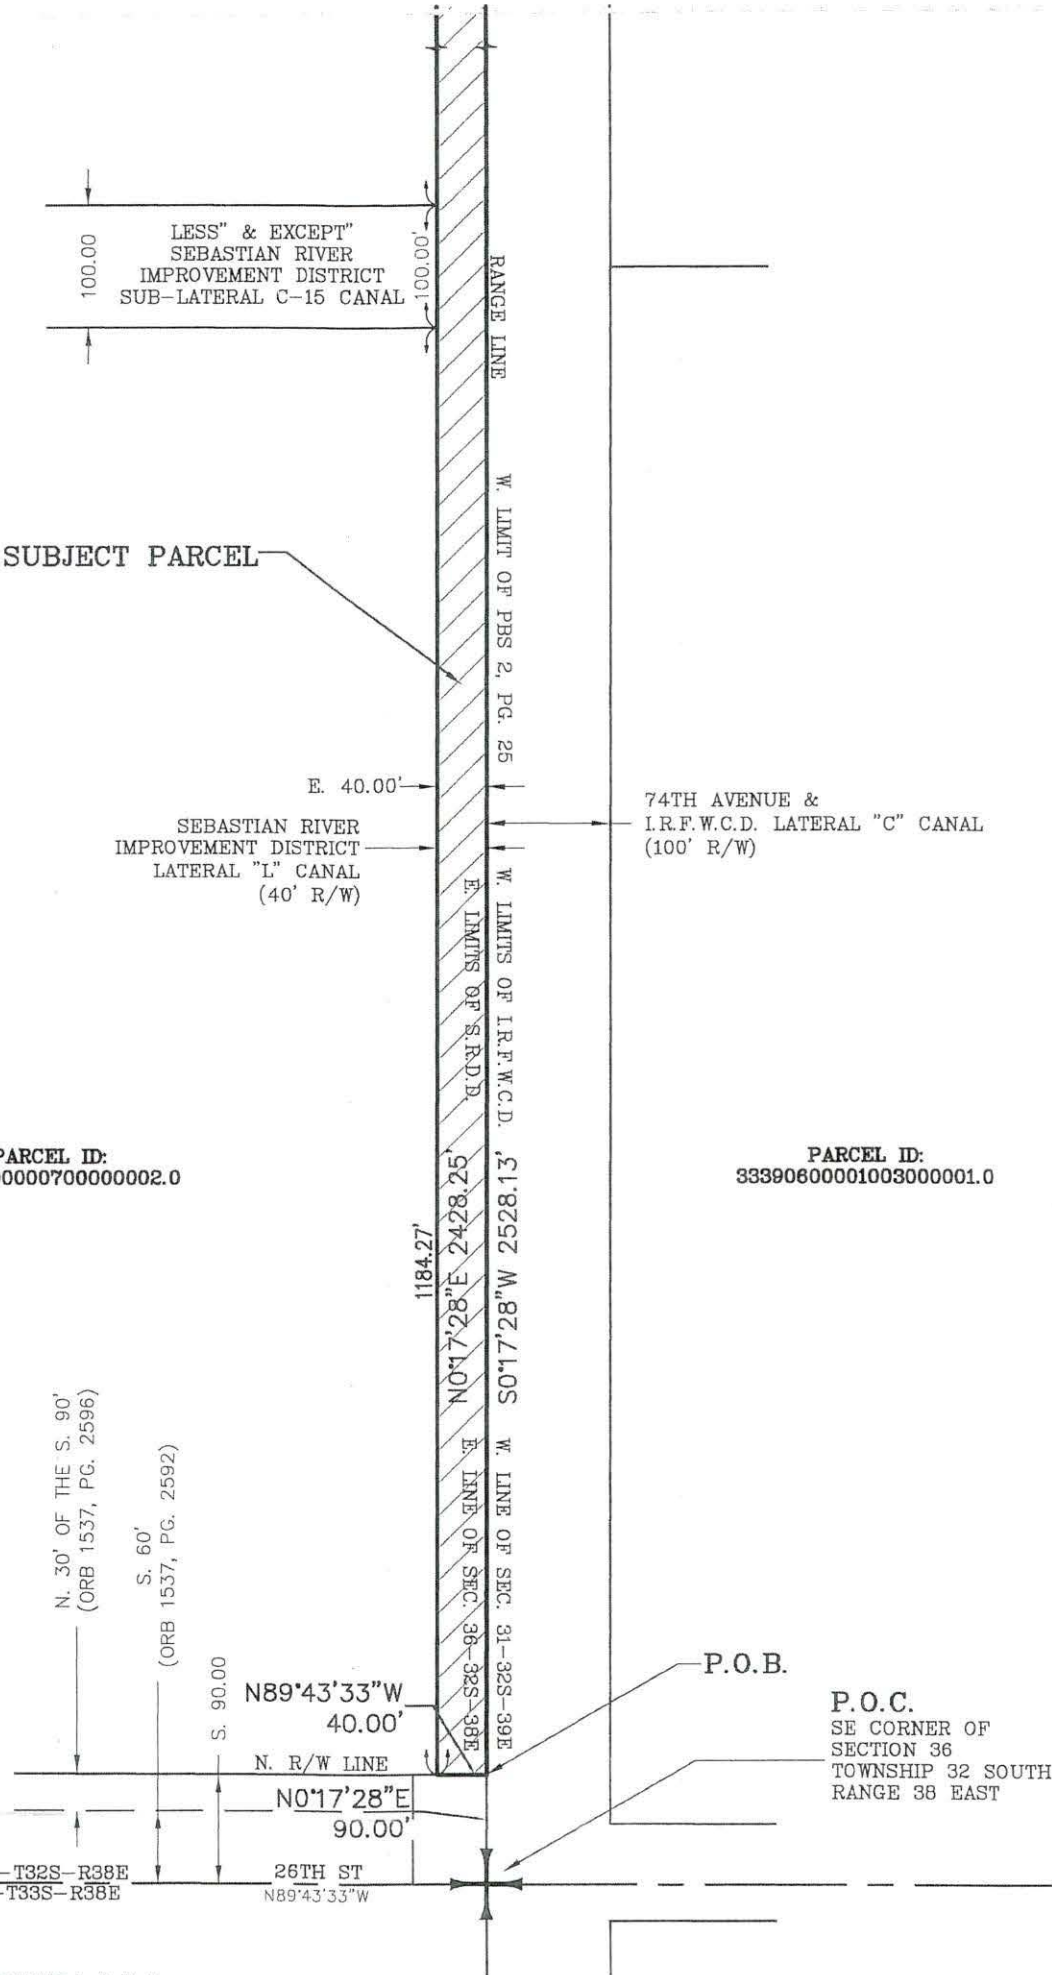 100.00
LESS" & EXCEPT"
SEBASTIAN RIVER
IMPROVEMENT DISTRICT
SUB-LATERAL C-15 CANAL
100.00'
RANGE LINE
W. LIMIT OF PBS 2, PG. 25
SUBJECT PARCEL
E. 40.00'
SEBASTIAN RIVER
IMPROVEMENT DISTRICT
LATERAL "L" CANAL
(40' R/W)
74TH AVENUE &
I.R.F.W.C.D. LATERAL "C" CANAL
(100' R/W)
E. LIMITS OF S.R.D.D.
W. LIMITS OF I.R.F.W.C.D.
PARCEL ID:
00000700000002.0
PARCEL ID:
33390600001003000001.0
1184.27'
N0°17'28"E 2428.25'
S0°17'28"W 2528.13'
E. LINE OF SEC. 36-32S-38E
W. LINE OF SEC. 31-32S-39E
N. 30' OF THE S. 90'
(ORB 1537, PG. 2596)
S. 60'
(ORB 1537, PG. 2592)
S. 90.00
N89°43'33"W
40.00'
P.O.B.
P.O.C.
SE CORNER OF
SECTION 36
TOWNSHIP 32 SOUTH
RANGE 38 EAST
N. R/W LINE
N0°17'28"E
90.00'
-T32S-R38E
-T33S-R38E
26TH ST
N89°43'33"W